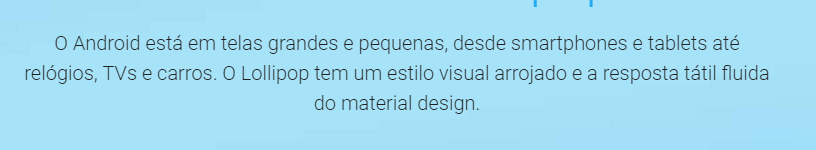 O Android está em telas grandes e pequenas, desde smartphones e tablets até
relógios, TVs e carros. O Lollipop tem um estilo visual arrojado e a resposta tátil fluida
do material design.